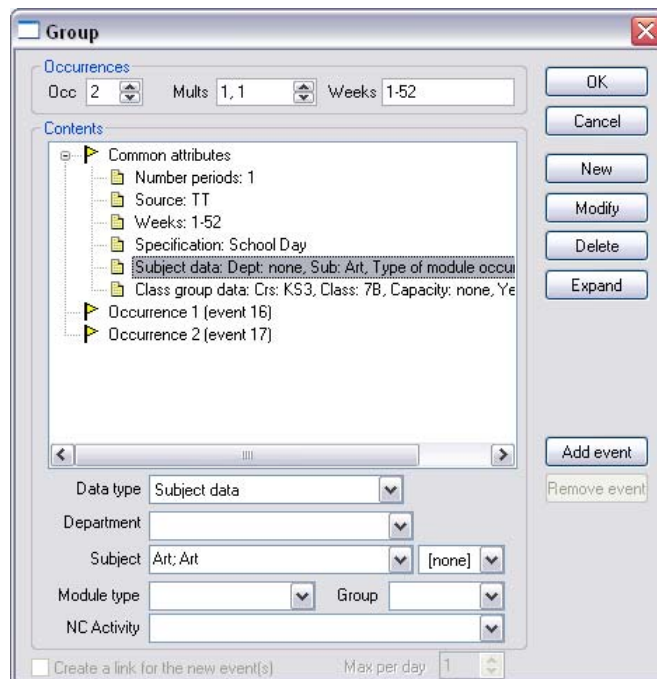 Group
Occurrences
Occ 2 Mults 1, 1 Weeks 1-52
OK
Cancel
Contents
Common attributes
Number periods: 1
Source: TT
Weeks: 1-52
Specification: School Day
Subject data: Dept: none, Sub: Art, Type of module occur
Class group data: Crs: KS3, Class: 7B, Capacity: none, Ye
Occurrence 1 (event 16)
Occurrence 2 (event 17)
New
Modify
Delete
Expand
Add event
Remove event
Data type Subject data
Department
Subject Art; Art [none]
Module type Group
NC Activity
Create a link for the new event(s) Max per day 1